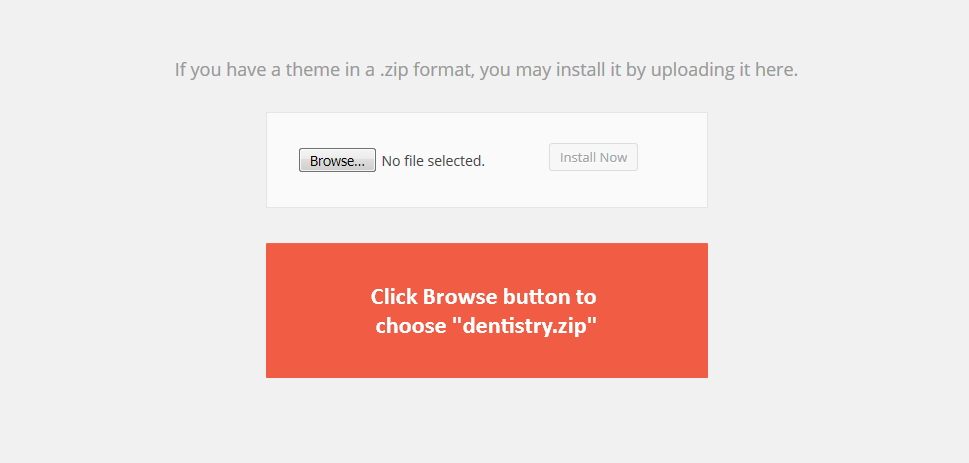 If you have a theme in a .zip format, you may install it by uploading it here.
Browse... No file selected. Install Now
Click Browse button to
choose "dentistry.zip"